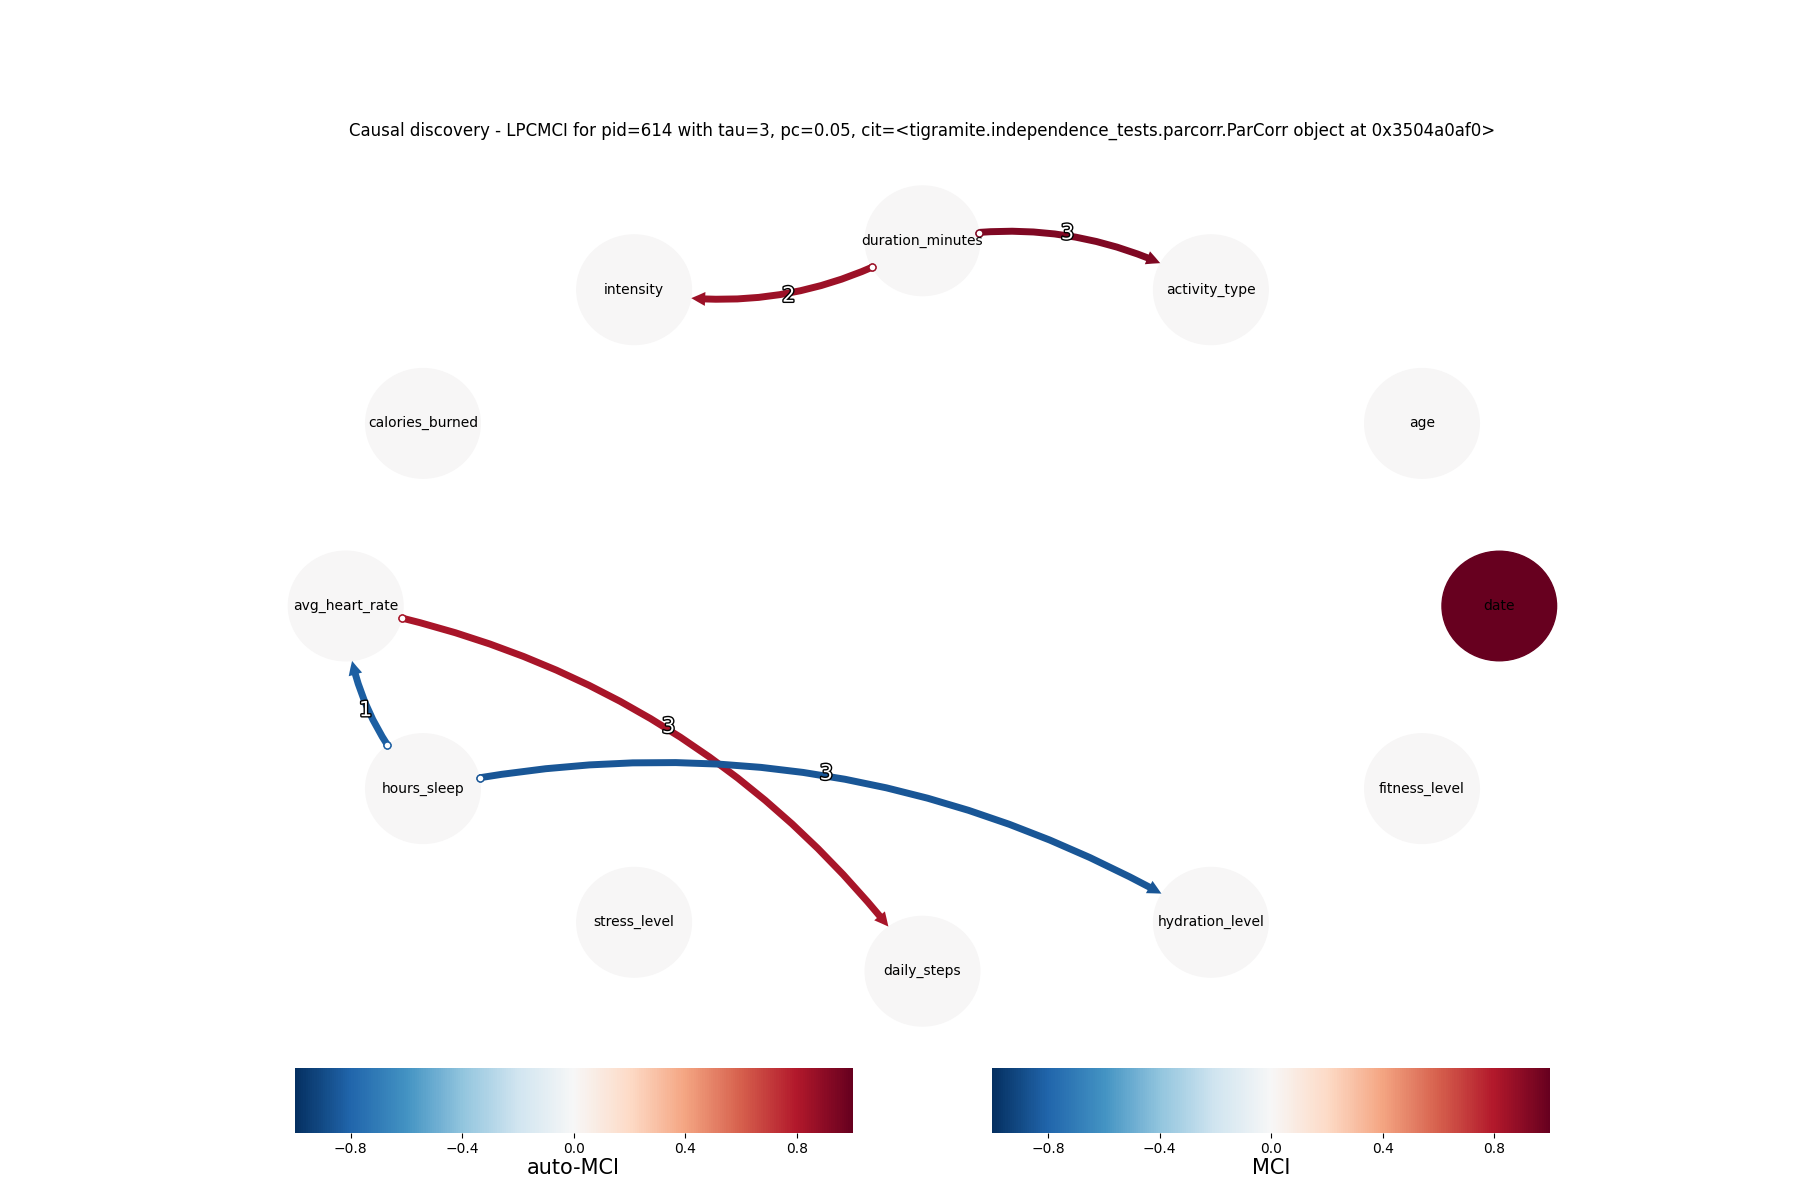 Causal discovery - LPCMCI for pid=614 with tau=3, pc=0.05, cit=<tigramite.independence_tests.parcorr.ParCorr object at 0x3504a0af0>
duration_minutes
3
intensity
2
activity_type
calories_burned
age
avg_heart_rate
date
1
3
3
hours_sleep
fitness_level
stress_level
hydration_level
daily_steps
−0.8 −0.4 0.0 0.4 0.8
auto-MCI
−0.8 −0.4 0.0 0.4 0.8
MCI